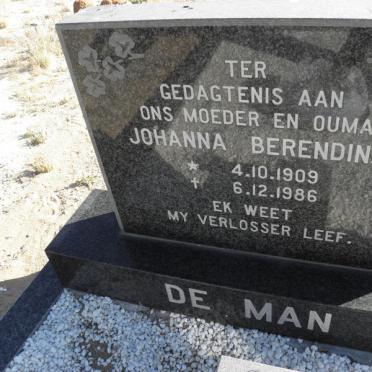 TER
GEDAGTENIS AAN
ONS MOEDER EN OUMA
JOHANNA BERENDIN
* 4.10.1909
† 6.12.1986
EK WEET
MY VERLOSSER LEEF.
DE MAN